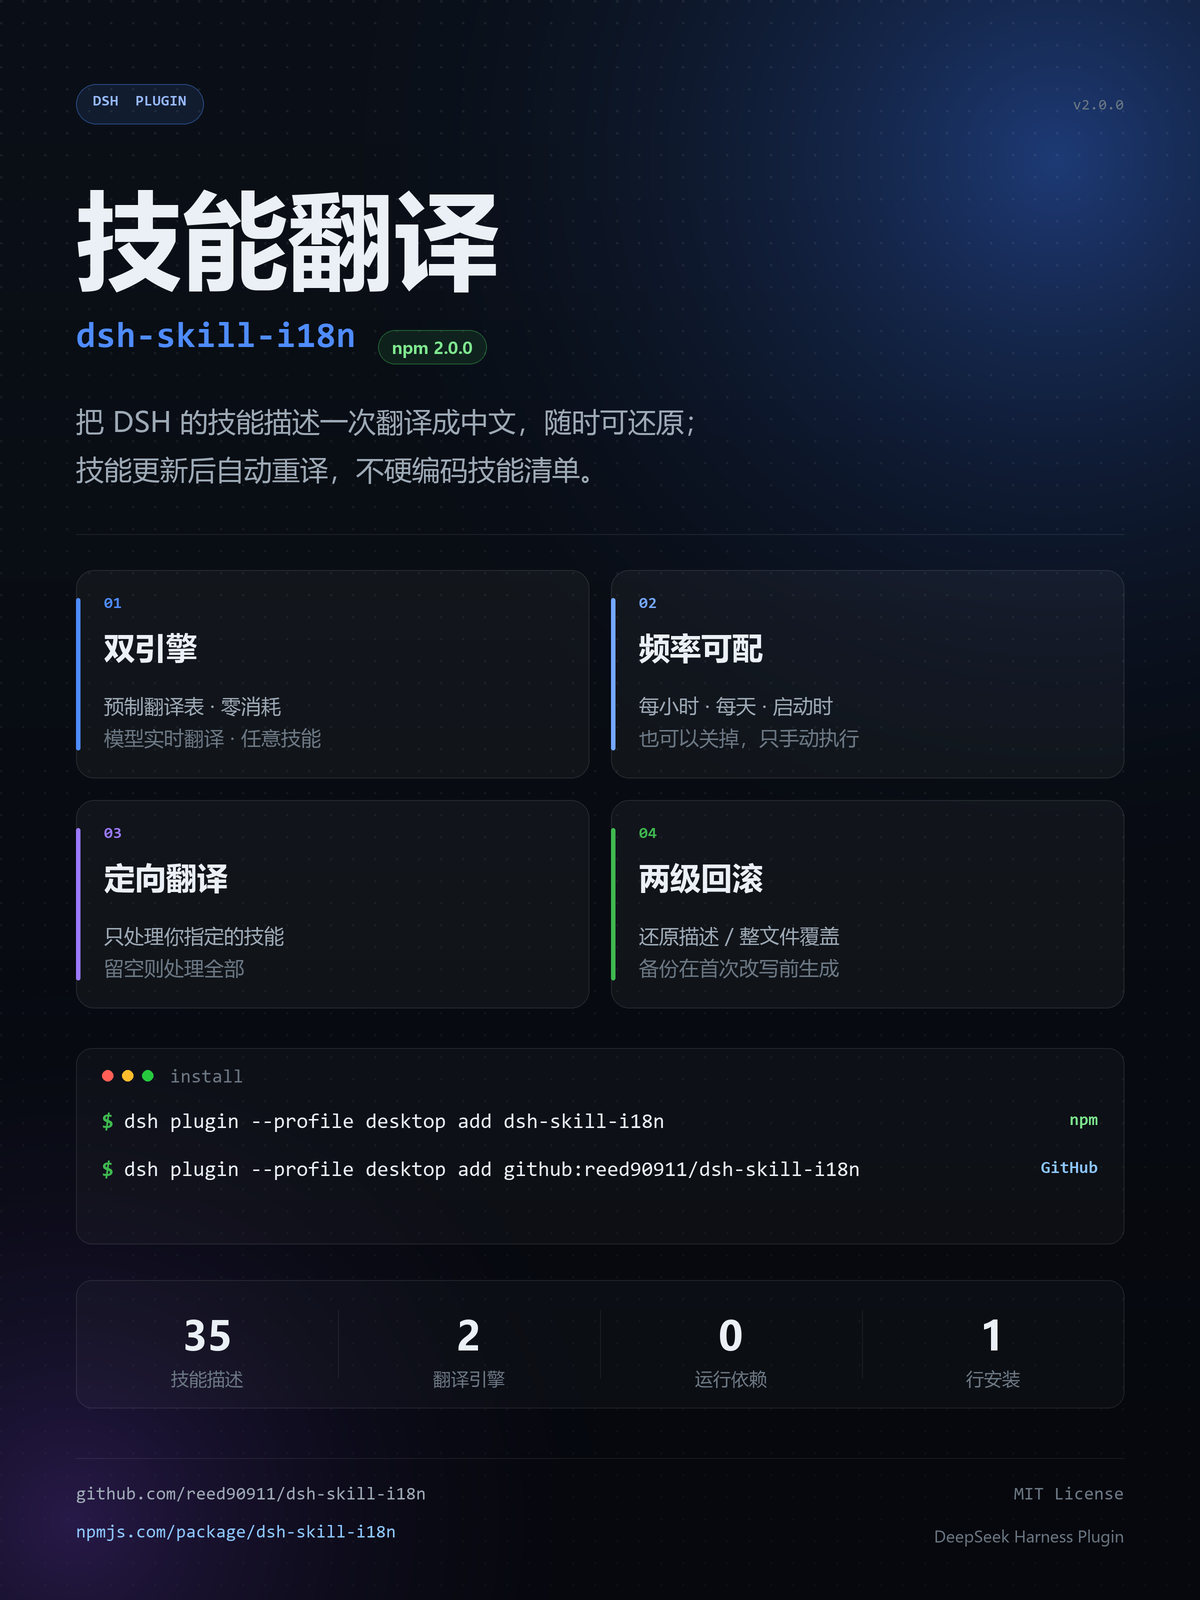 DSH PLUGIN
v2.0.0
技能翻译
dsh-skill-i18n
npm 2.0.0
把 DSH 的技能描述一次翻译成中文，随时可还原；
技能更新后自动重译，不硬编码技能清单。
01
双引擎
预制翻译表 · 零消耗
模型实时翻译 · 任意技能
02
频率可配
每小时 · 每天 · 启动时
也可以关掉，只手动执行
03
定向翻译
只处理你指定的技能
留空则处理全部
04
两级回滚
还原描述 / 整文件覆盖
备份在首次改写前生成
install
$ dsh plugin --profile desktop add dsh-skill-i18n
npm
$ dsh plugin --profile desktop add github:reed90911/dsh-skill-i18n
GitHub
35
技能描述
2
翻译引擎
0
运行依赖
1
行安装
github.com/reed90911/dsh-skill-i18n
MIT License
npmjs.com/package/dsh-skill-i18n
DeepSeek Harness Plugin